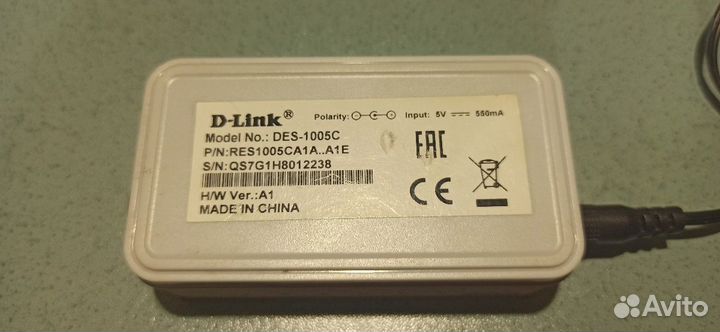 D-Link® Polarity: Input: 5V 550mA
Model No.: DES-1005C
P/N:RES1005CA1A..A1E
S/N:QS7G1H8012238
H/W Ver.:A1
MADE IN CHINA
EAC
CE
Avito